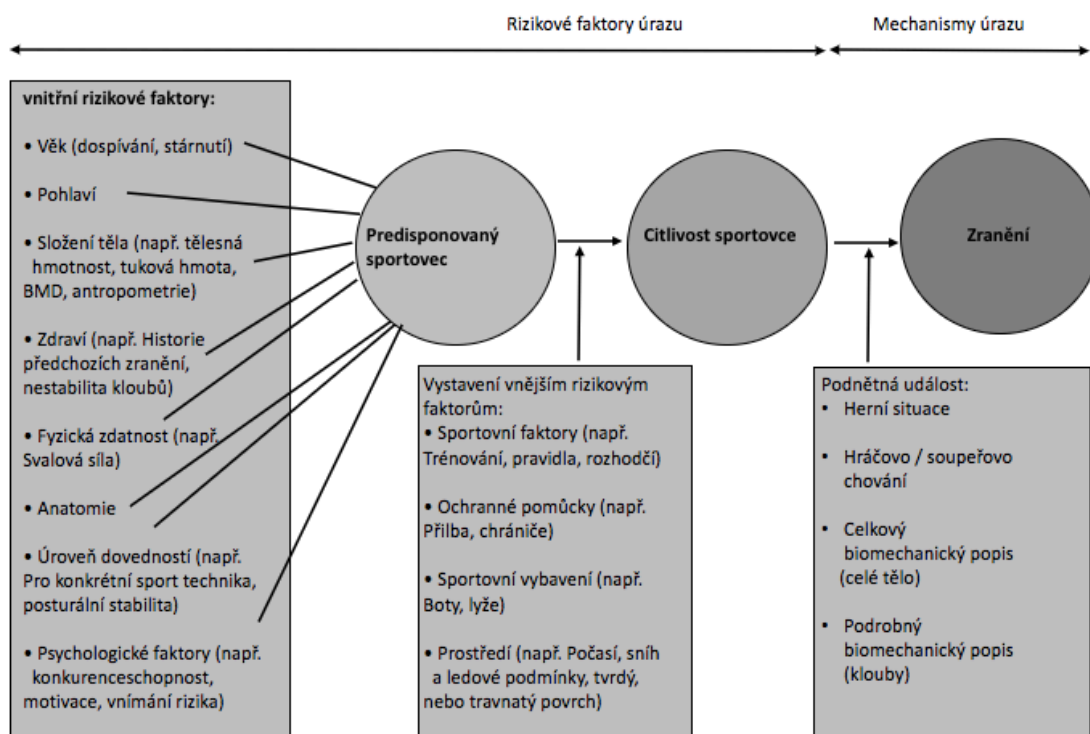 Rizikové faktory úrazu
Mechanismy úrazu
vnitřní rizikové faktory:
• Věk (dospívání, stárnutí)
• Pohlaví
• Složení těla (např. tělesná
hmotnost, tuková hmota,
BMD, antropometrie)
• Zdraví (např. Historie
předchozích zranění,
nestabilita kloubů)
• Fyzická zdatnost (např.
Svalová síla)
• Anatomie
• Úroveň dovedností (např.
Pro konkrétní sport technika,
posturální stabilita)
• Psychologické faktory (např.
konkurenceschopnost,
motivace, vnímání rizika)
Predisponovaný
sportovec
Citlivost sportovce
Zranění
Vystavení vnějším rizikovým
faktorům:
• Sportovní faktory (např.
Trénování, pravidla, rozhodčí)
• Ochranné pomůcky (např.
Přilba, chrániče)
• Sportovní vybavení (např.
Boty, lyže)
• Prostředí (např. Počasí, sníh
a ledové podmínky, tvrdý,
nebo travnatý povrch)
Podnětná událost:
• Herní situace
• Hráčovo / soupeřovo
chování
• Celkový
biomechanický popis
(celé tělo)
• Podrobný
biomechanický popis
(klouby)